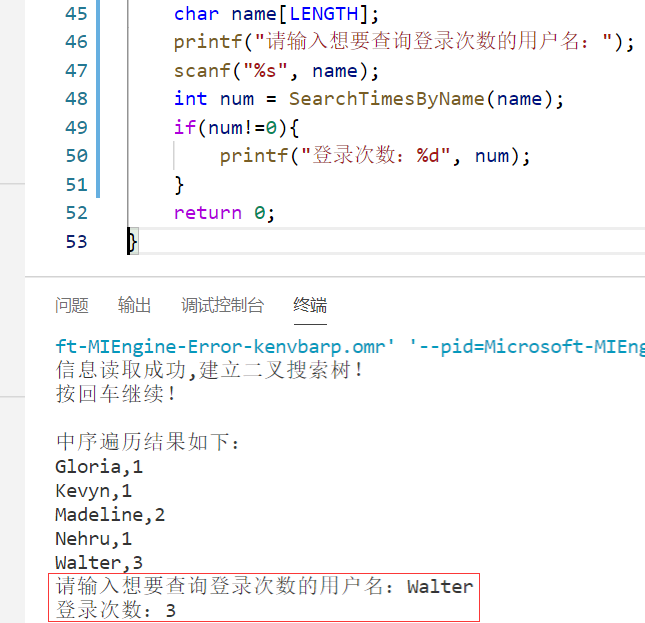 45 char name[LENGTH];
46 printf("请输入想要查询登录次数的用户名：");
47 scanf("%s", name);
48 int num = SearchTimesByName(name);
49 if(num!=0){
50 printf("登录次数：%d", num);
51 }
52 return 0;
53 }
问题 输出 调试控制台 终端
ft-MIEngine-Error-kenvbarp.omr' '--pid=Microsoft-MIEng
信息读取成功,建立二叉搜索树!
按回车继续!
中序遍历结果如下:
Gloria,1
Kevyn,1
Madeline,2
Nehru,1
Walter,3
请输入想要查询登录次数的用户名：Walter
登录次数：3